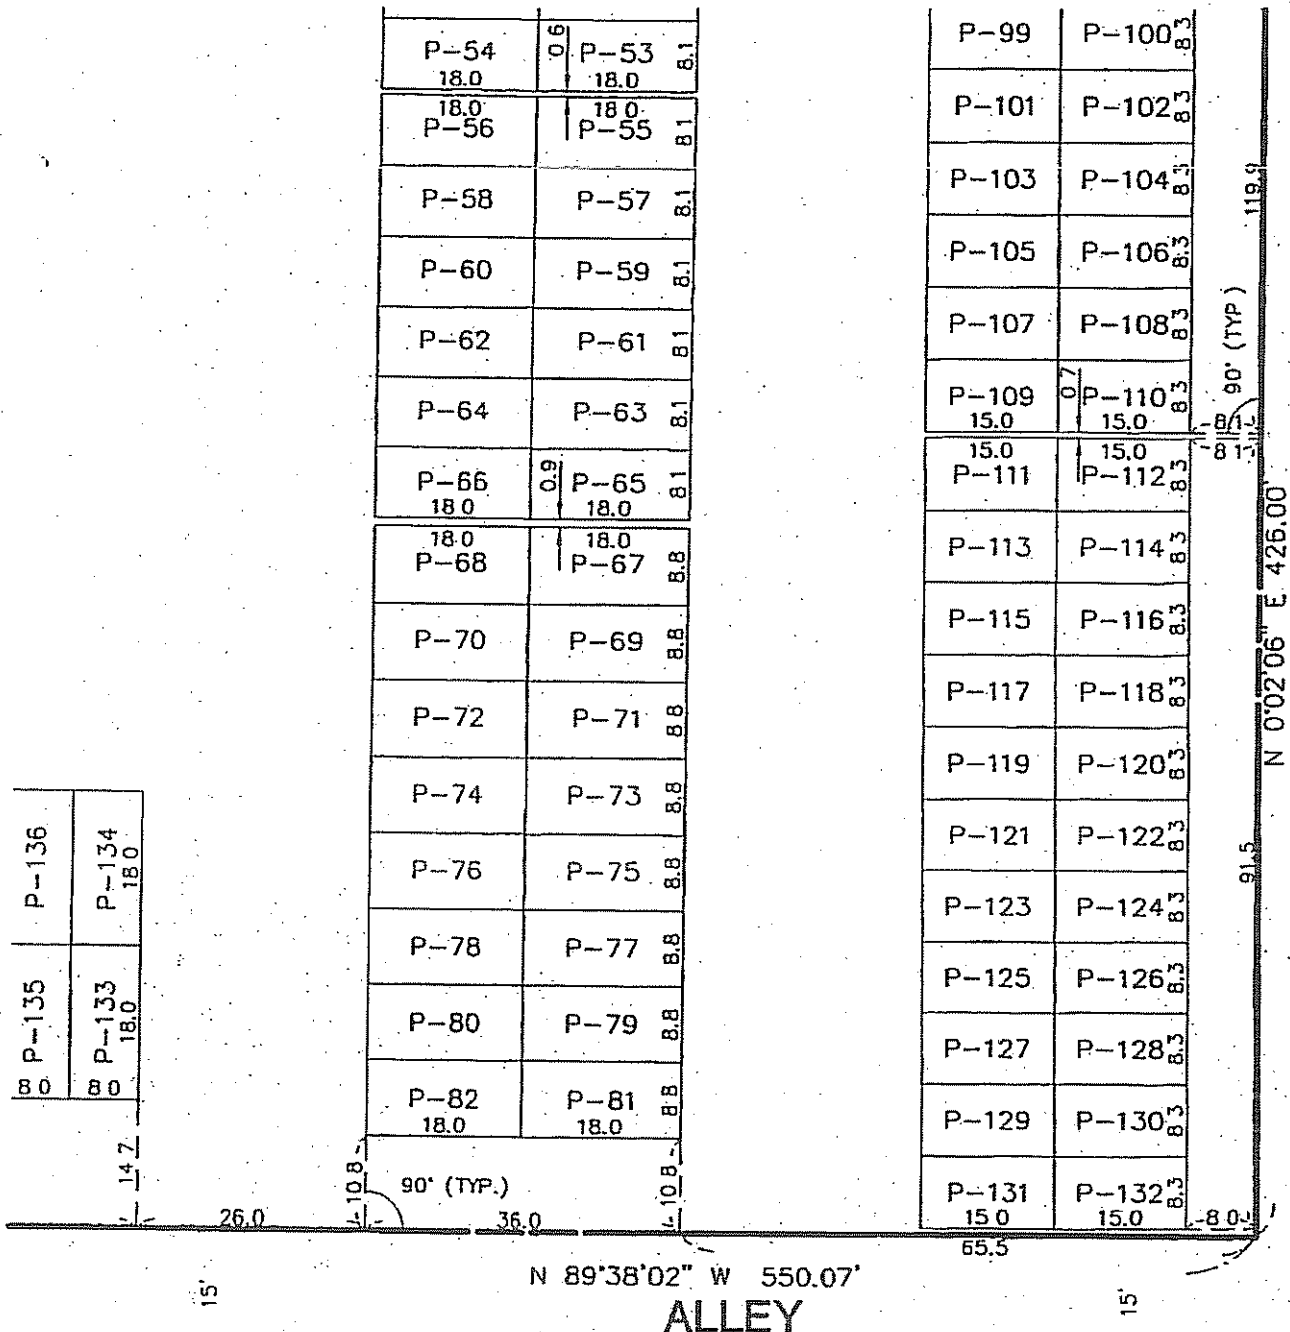 P-54 0.6 P-53 8.1
18.0 18.0
18.0 18 0
P-56 P-55 81
P-58 P-57 8.1
P-60 P-59 8.1
P-62 P-61 81
P-64 P-63 8.1
P-66 0.9 P-65 81
18 0 18.0
18.0 18.0
P-68 P-67 8.8
P-70 P-69 8.8
P-72 P-71 8 8
P-74 P-73 8.8
P-76 P-75 8.8
P-78 P-77 8.8
P-80 P-79 8.8
P-82 P-81 8 8
18.0 18.0
P-99 P-100 8.3
P-101 P-102 8.3
P-103 P-104 8.3
P-105 P-106 8.3
P-107 P-108 8.3
P-109 0.7 P-110 8.3
15.0 15.0 8.1
15.0 15.0 8 1
P-111 P-112 8.3
P-113 P-114 8.3
P-115 P-116 8.3
P-117 P-118 8.3
P-119 P-120 8.3
P-121 P-122 8.3
P-123 P-124 8.3
P-125 P-126 8.3
P-127 P-128 8.3
P-129 P-130 8.3
P-131 P-132 8.3
15 0 15.0 8 0
119.9
90° (TYP)
N 0°02'06" E 426.00'
91.5
P-136 P-134
18 0
P-135 P-133
18.0
8 0 8 0
14 7
10 8
90° (TYP.)
10 8
26.0 36.0 65.5
N 89°38'02" W 550.07'
15' 15'
ALLEY